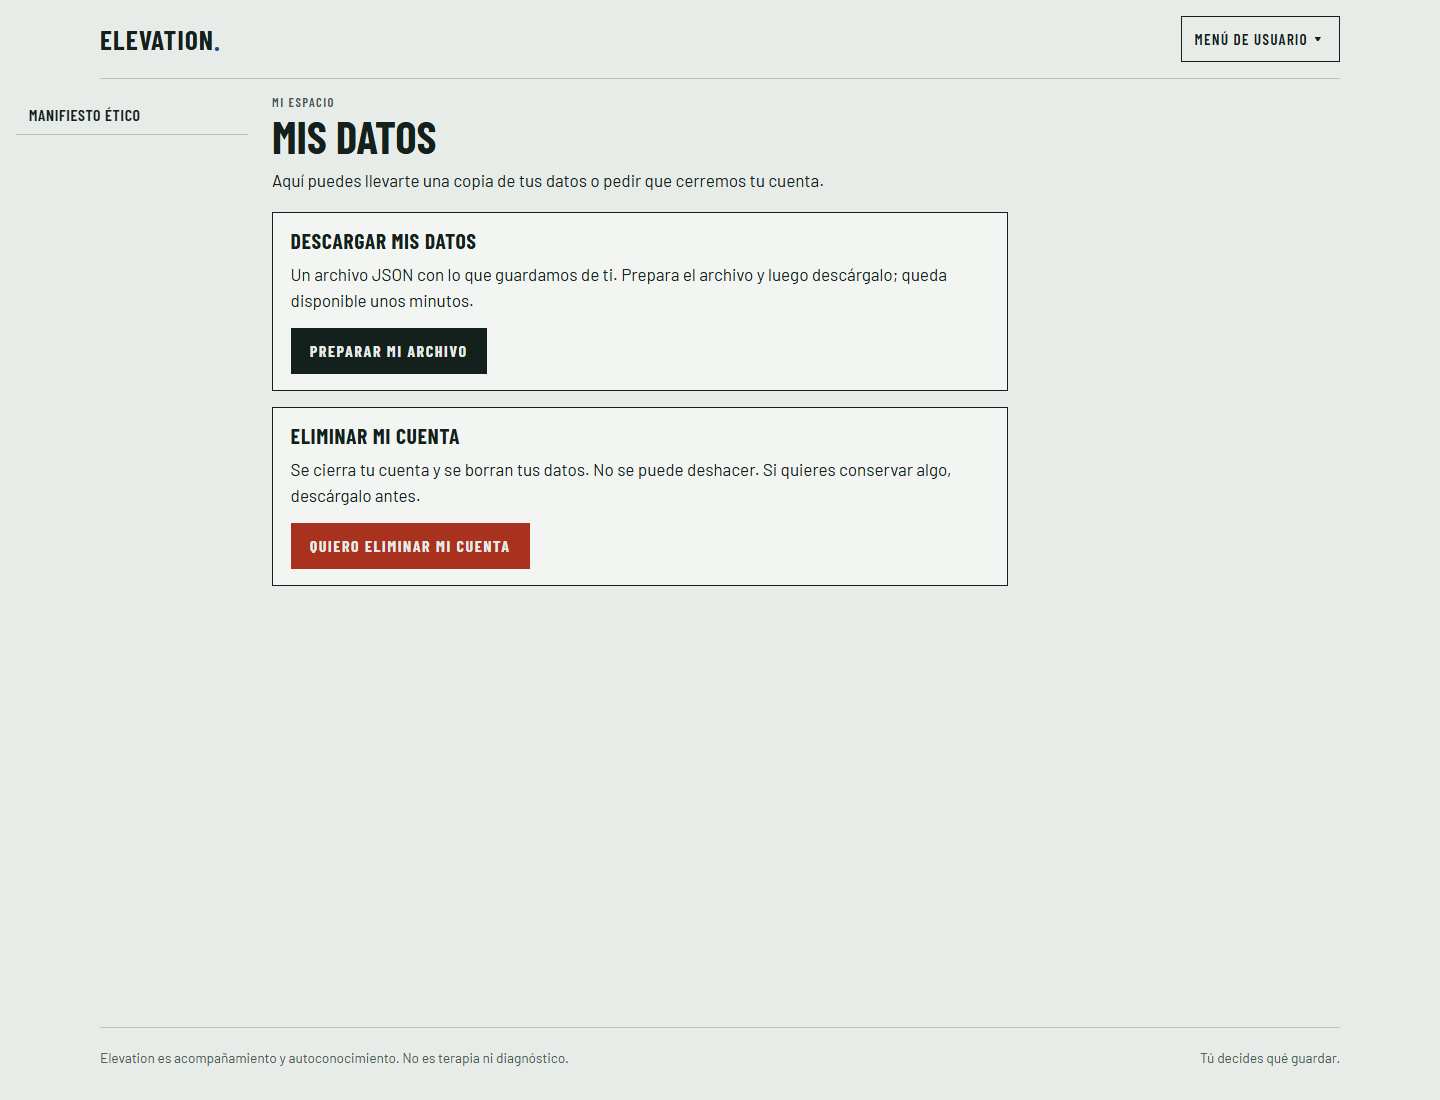 ELEVATION.
MENÚ DE USUARIO
MANIFIESTO ÉTICO
MI ESPACIO
MIS DATOS
Aquí puedes llevarte una copia de tus datos o pedir que cerremos tu cuenta.
DESCARGAR MIS DATOS
Un archivo JSON con lo que guardamos de ti. Prepara el archivo y luego descárgalo; queda
disponible unos minutos.
PREPARAR MI ARCHIVO
ELIMINAR MI CUENTA
Se cierra tu cuenta y se borran tus datos. No se puede deshacer. Si quieres conservar algo,
descárgalo antes.
QUIERO ELIMINAR MI CUENTA
Elevation es acompañamiento y autoconocimiento. No es terapia ni diagnóstico.
Tú decides qué guardar.